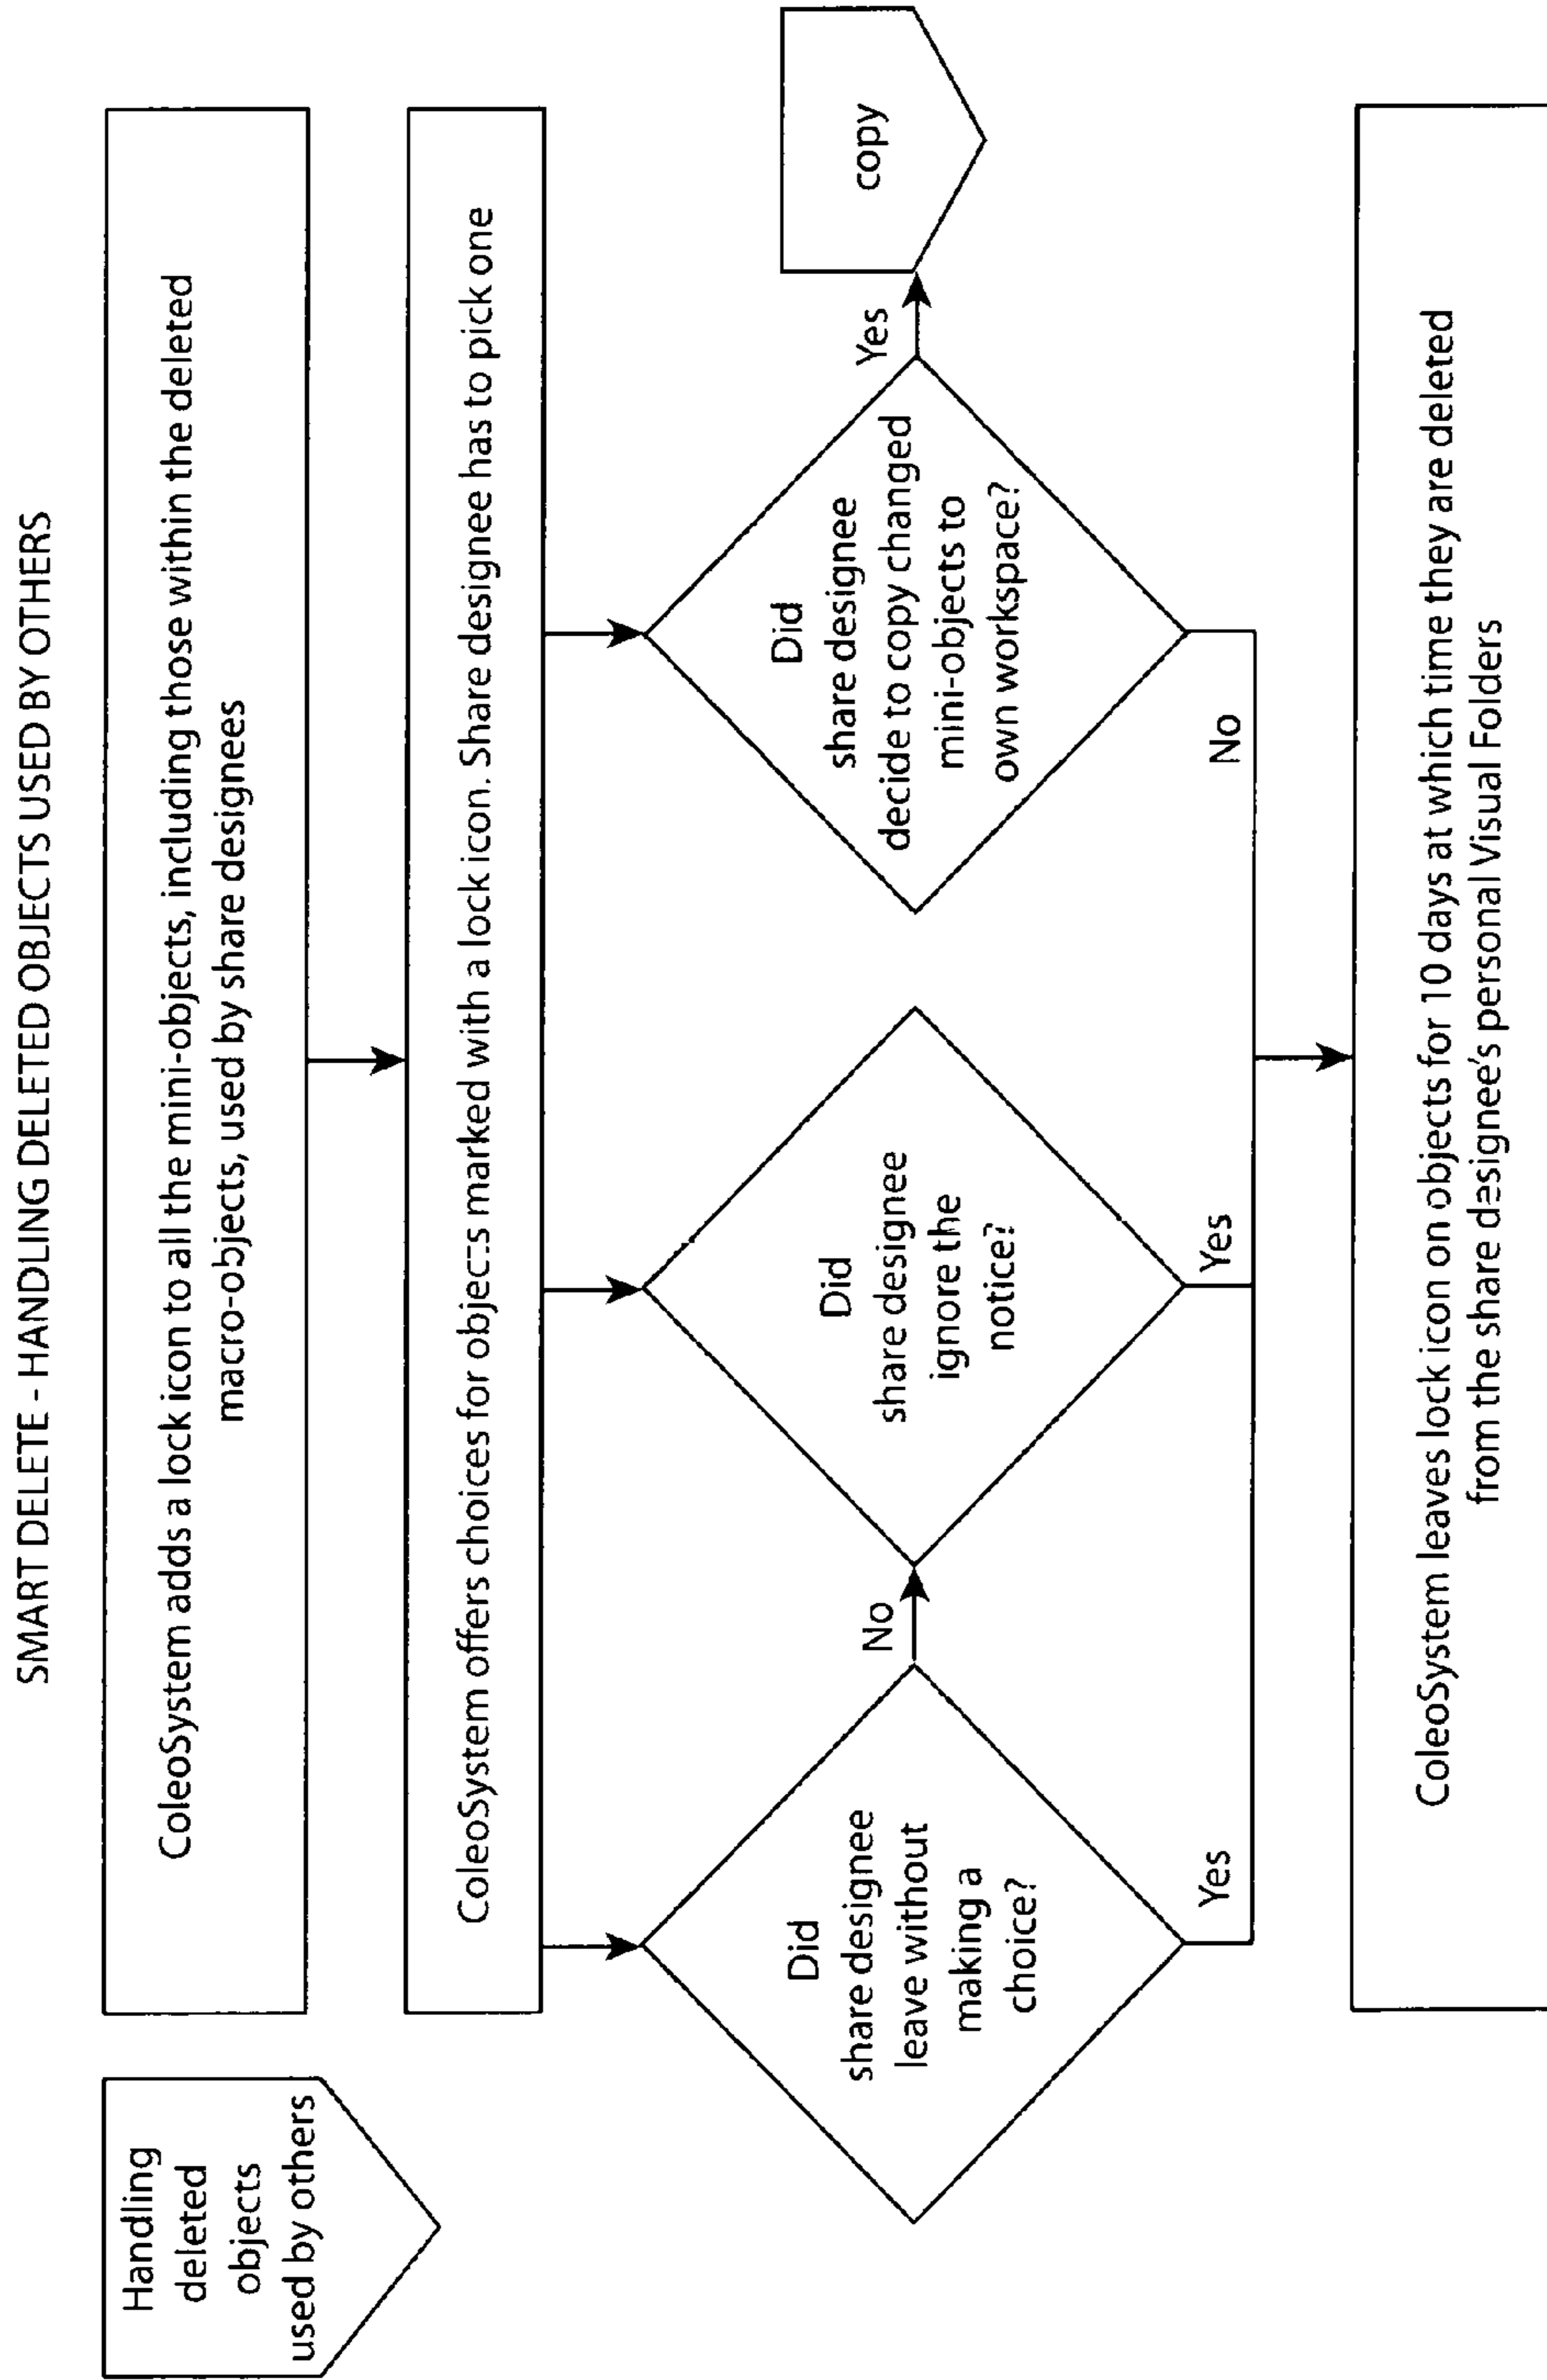 SMART DELETE - HANDLING DELETED OBJECTS USED BY OTHERS
Handling
deleted
objects
used by others
ColeoSystem adds a lock icon to all the mini-objects, including those within the deleted
macro-objects, used by share designees
ColeoSystem offers choices for objects marked with a lock icon. Share designee has to pick one
Did
share designee
leave without
making a
choice?
No
Yes
Did
share designee
ignore the
notice?
Yes
Did
share designee
decide to copy changed
mini-objects to
own workspace?
Yes
No
copy
ColeoSystem leaves lock icon on objects for 10 days at which time they are deleted
from the share designee's personal Visual Folders